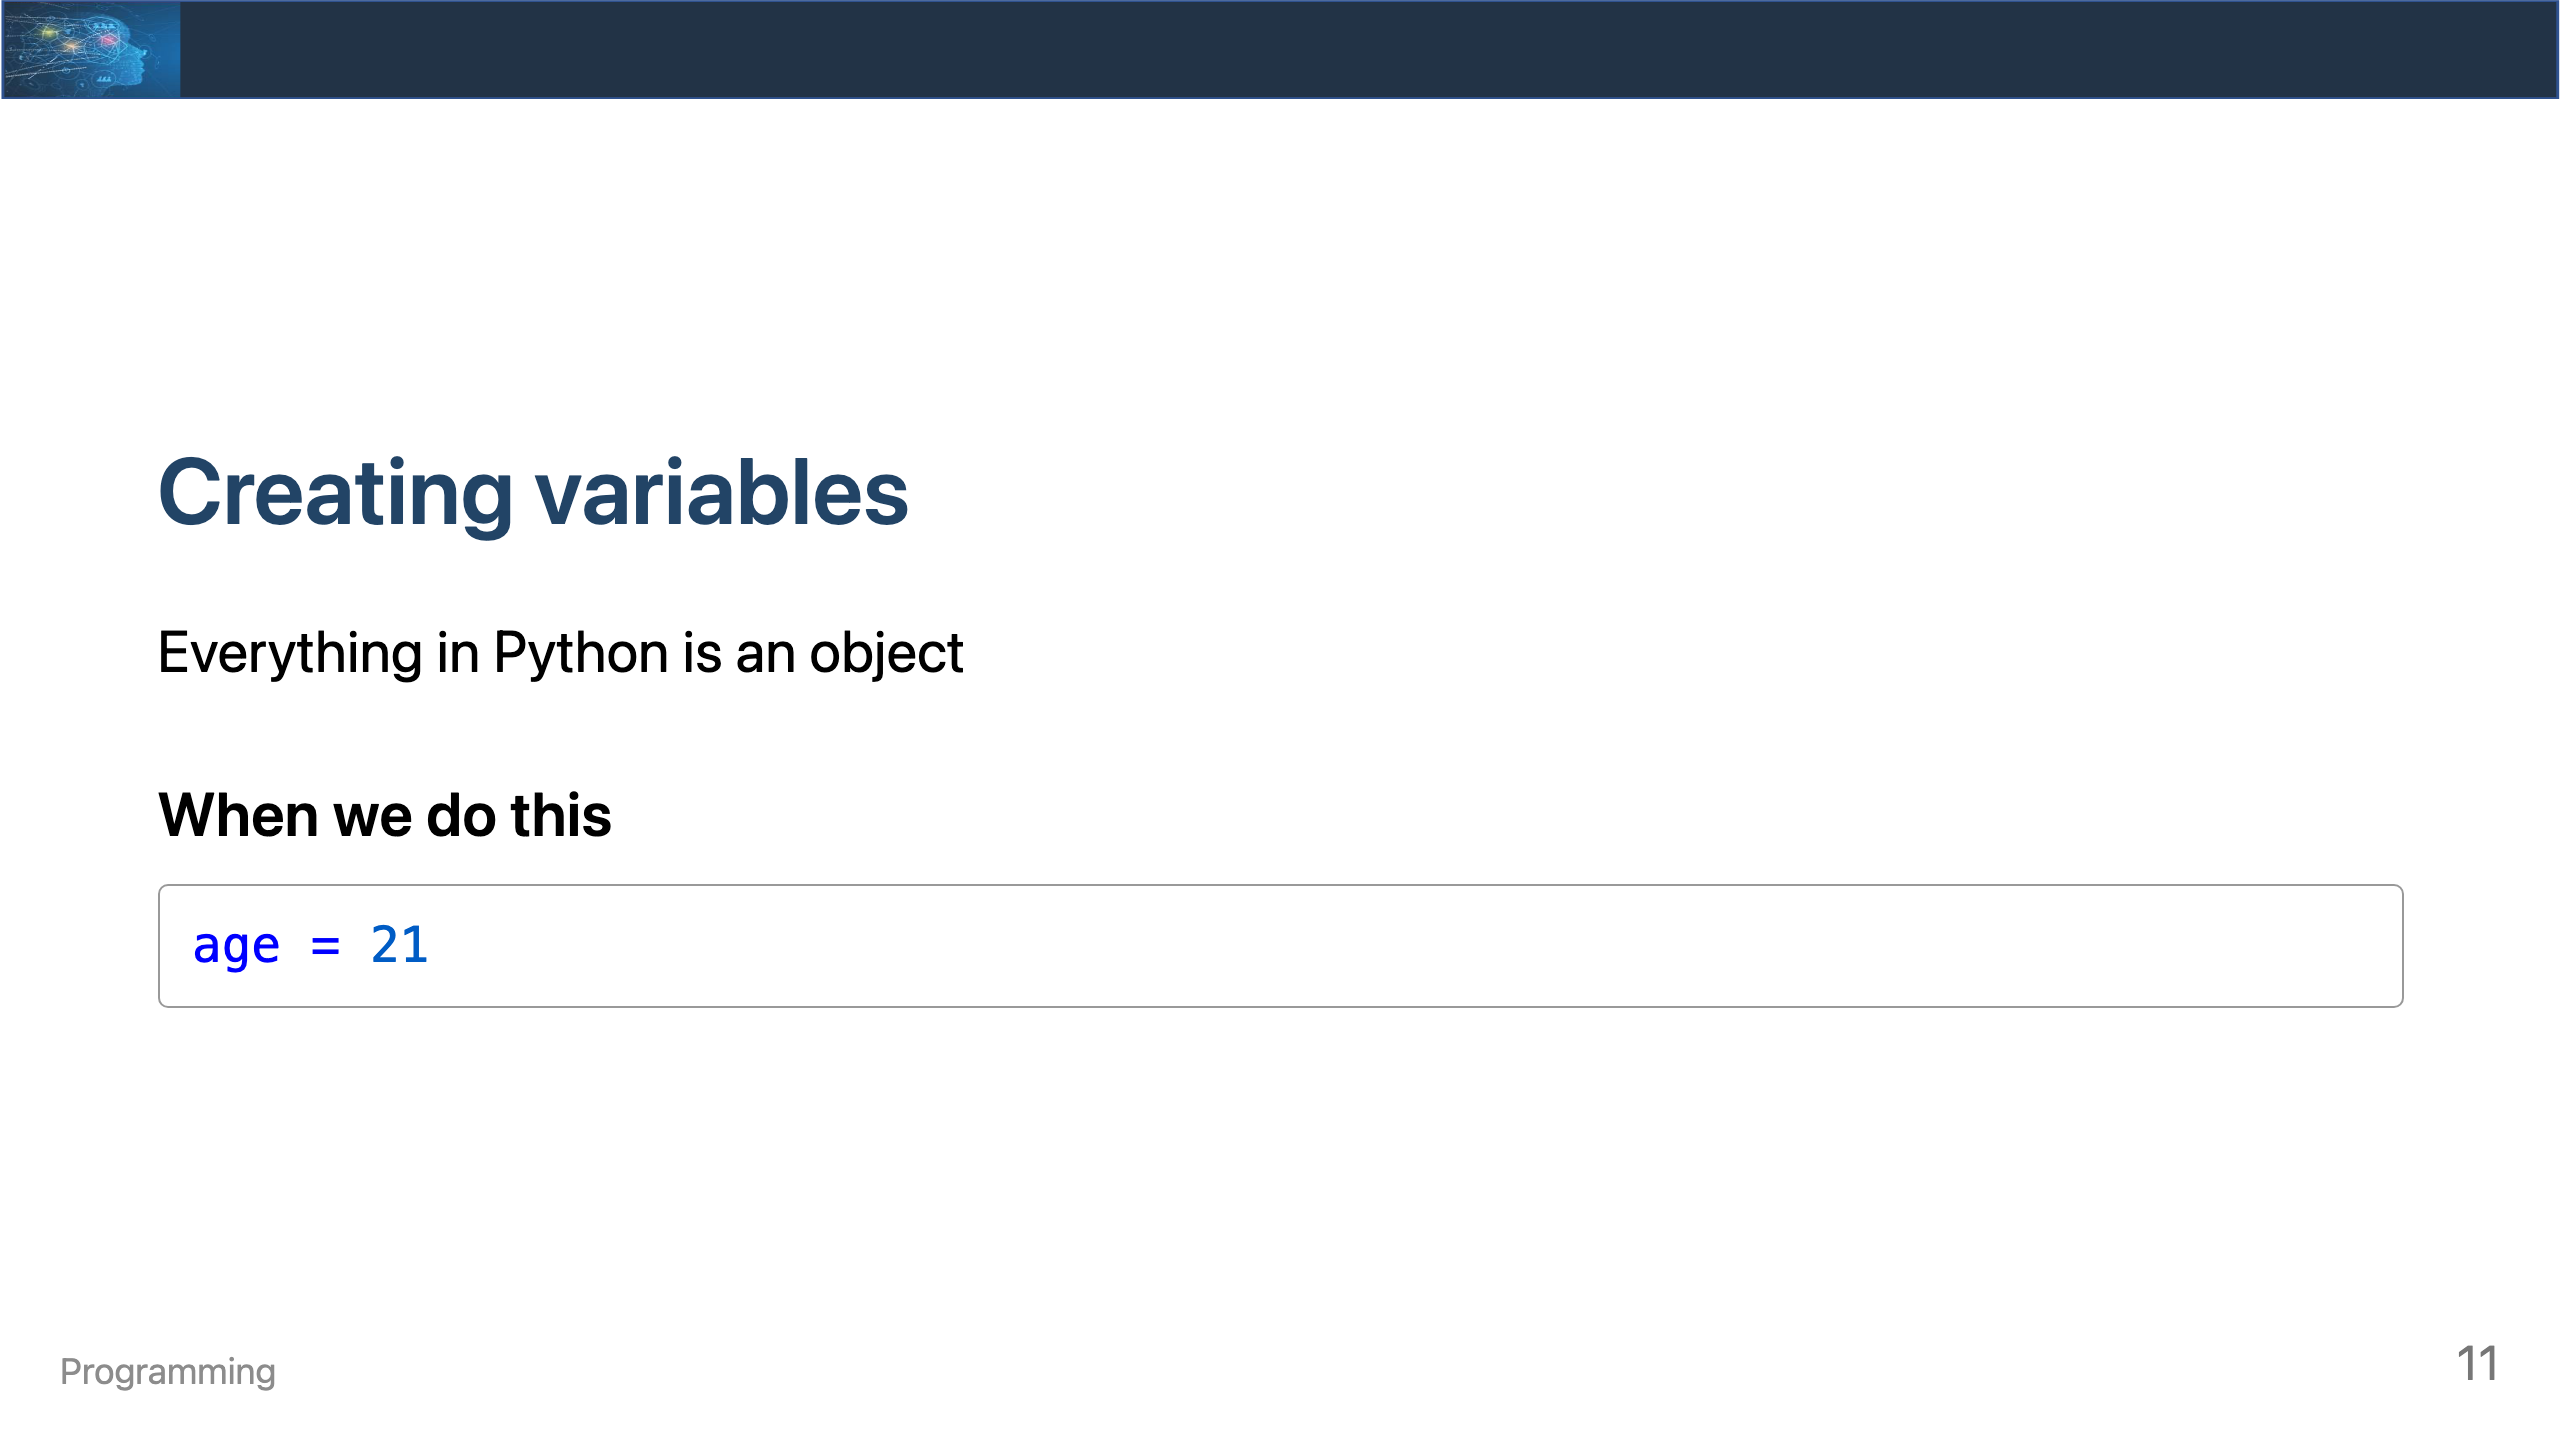 Creating variables
Everything in Python is an object
When we do this
age = 21
Programming
11